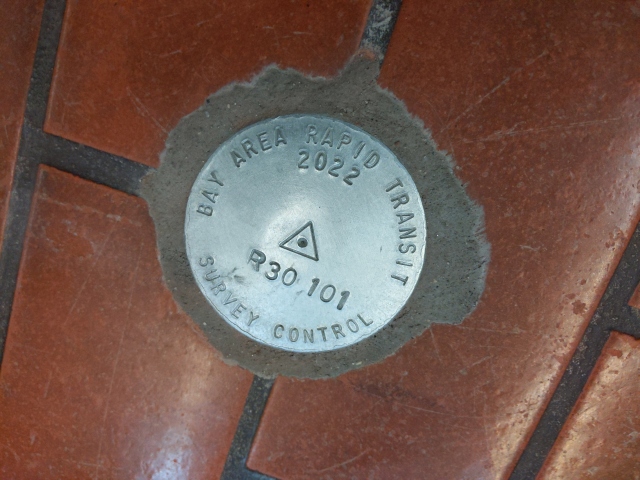 BAY AREA RAPID TRANSIT
2022
R30 101
SURVEY CONTROL